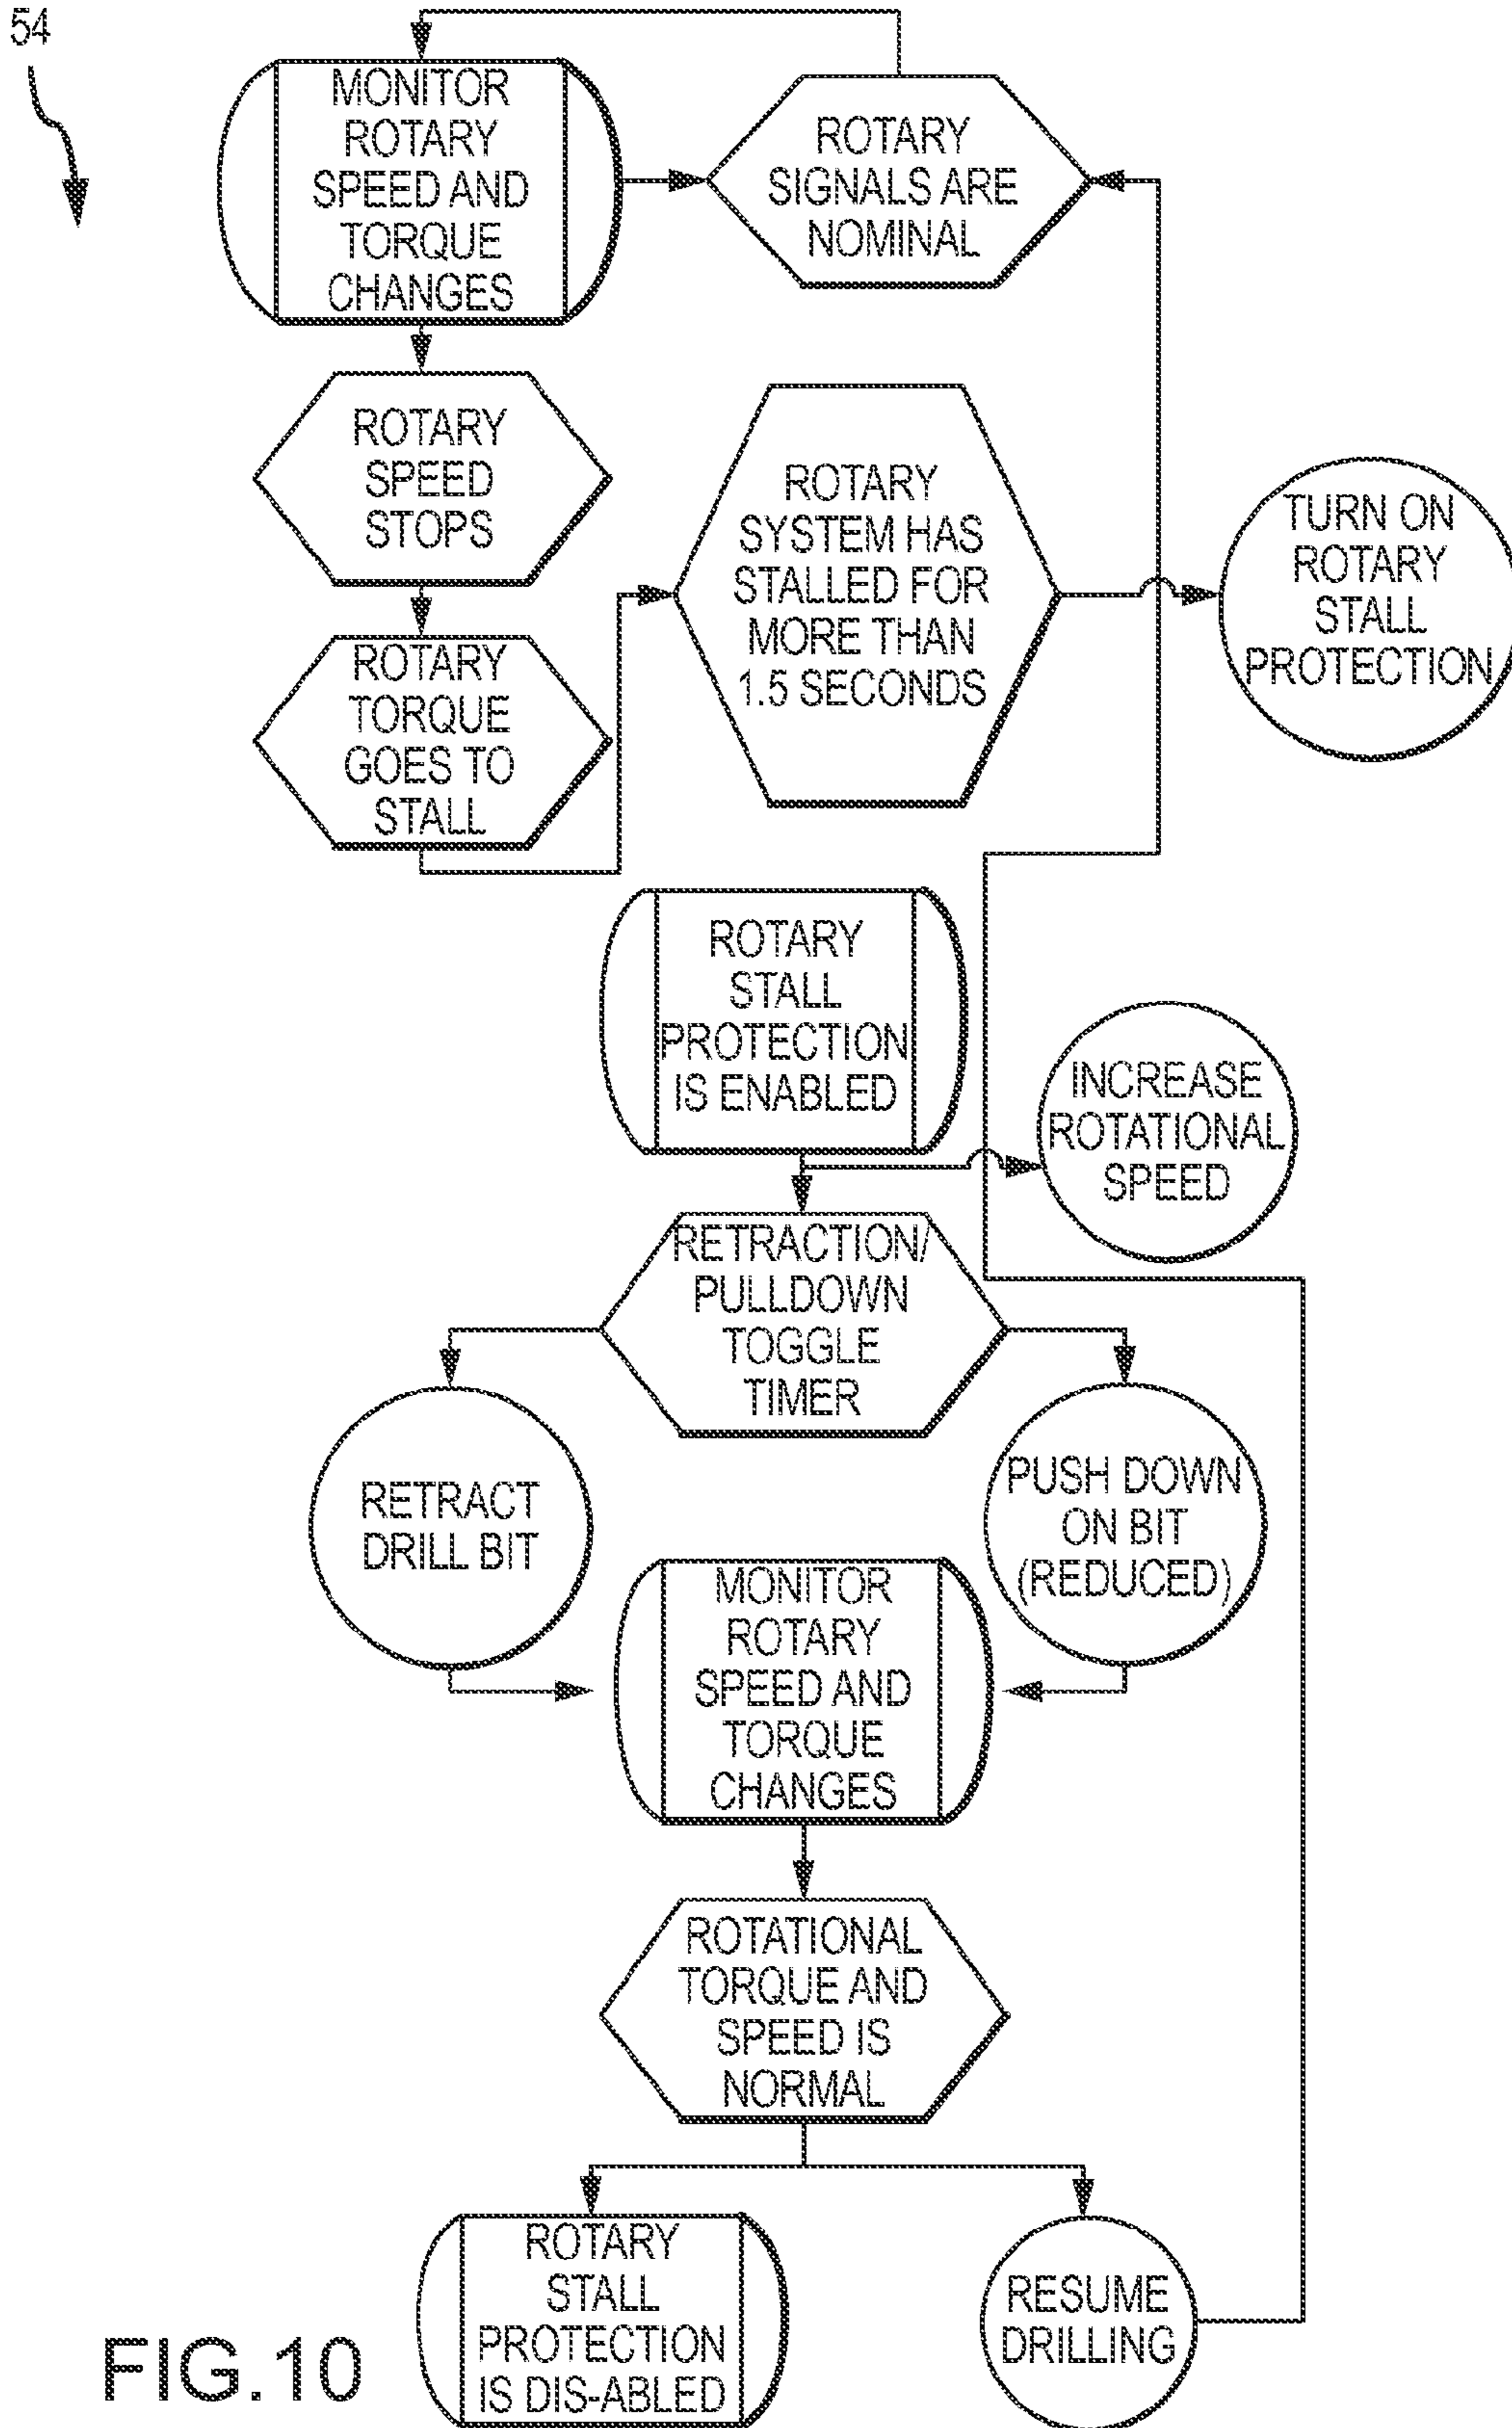 54
MONITOR
ROTARY
SPEED AND
TORQUE
CHANGES
ROTARY
SIGNALS ARE
NOMINAL
ROTARY
SPEED
STOPS
ROTARY
SYSTEM HAS
STALLED FOR
MORE THAN
1.5 SECONDS
TURN ON
ROTARY
STALL
PROTECTION
ROTARY
TORQUE
GOES TO
STALL
ROTARY
STALL
PROTECTION
IS ENABLED
INCREASE
ROTATIONAL
SPEED
RETRACTION/
PULLDOWN
TOGGLE
TIMER
RETRACT
DRILL BIT
PUSH DOWN
ON BIT
(REDUCED)
MONITOR
ROTARY
SPEED AND
TORQUE
CHANGES
ROTATIONAL
TORQUE AND
SPEED IS
NORMAL
ROTARY
STALL
PROTECTION
IS DIS-ABLED
RESUME
DRILLING
FIG.10